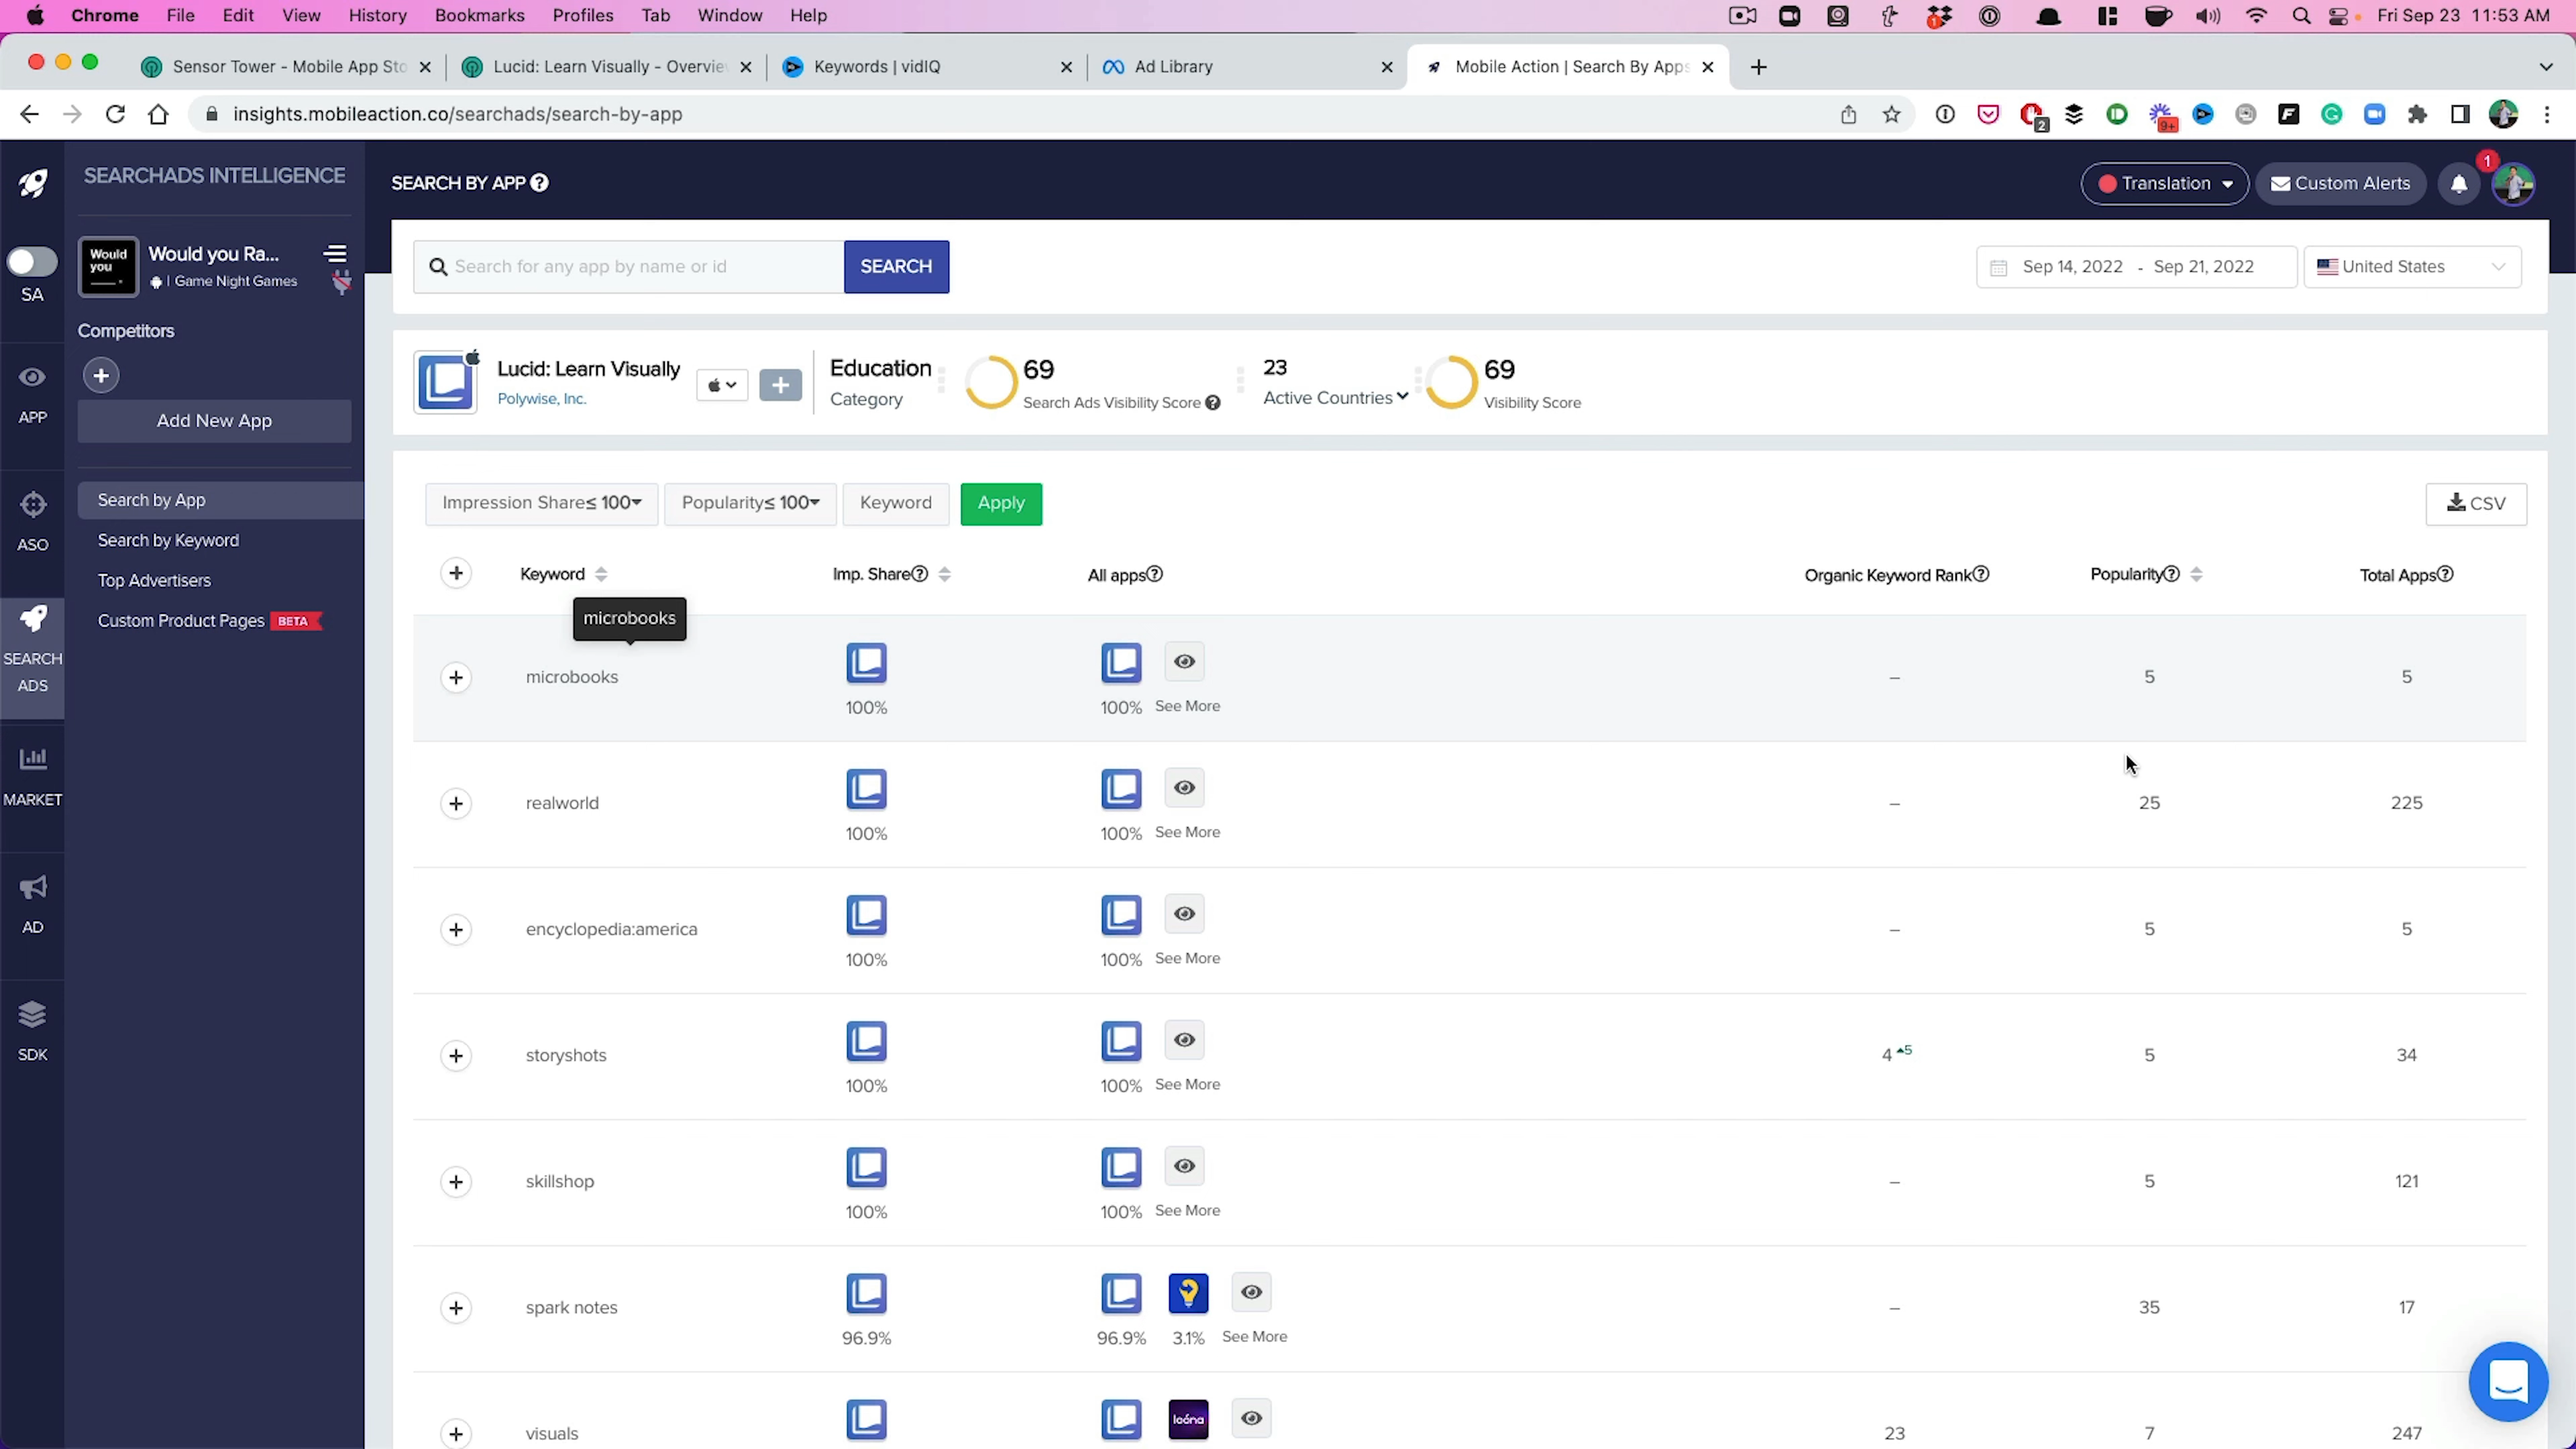 Chrome File Edit View History Bookmarks Profiles Tab Window Help
1
Fri Sep 23 11:53 AM
Sensor Tower - Mobile App Sto
Lucid: Learn Visually - Overvie
Keywords | vidIQ
Ad Library
Mobile Action | Search By Apps
insights.mobileaction.co/searchads/search-by-app
2
9+
SEARCHADS INTELLIGENCE
SEARCH BY APP
Translation
Custom Alerts
1
SA
Would you
Would you Ra...
| Game Night Games
Competitors
Add New App
Search by App
Search by Keyword
Top Advertisers
Custom Product Pages BETA
APP
ASO
SEARCH
ADS
MARKET
AD
SDK
Search for any app by name or id
SEARCH
Sep 14, 2022 - Sep 21, 2022
United States
Lucid: Learn Visually
Polywise, Inc.
Education
Category
69
Search Ads Visibility Score
23
Active Countries
69
Visibility Score
Impression Share≤ 100
Popularity≤ 100
Keyword
Apply
CSV
Keyword Imp. Share All apps Organic Keyword Rank Popularity Total Apps
microbooks
microbooks 100% 100% See More – 5 5
realworld 100% 100% See More – 25 225
encyclopedia:america 100% 100% See More – 5 5
storyshots 100% 100% See More 4 5 5 34
skillshop 100% 100% See More – 5 121
spark notes 96.9% 96.9% 3.1% See More – 35 17
visuals loóna 23 7 247